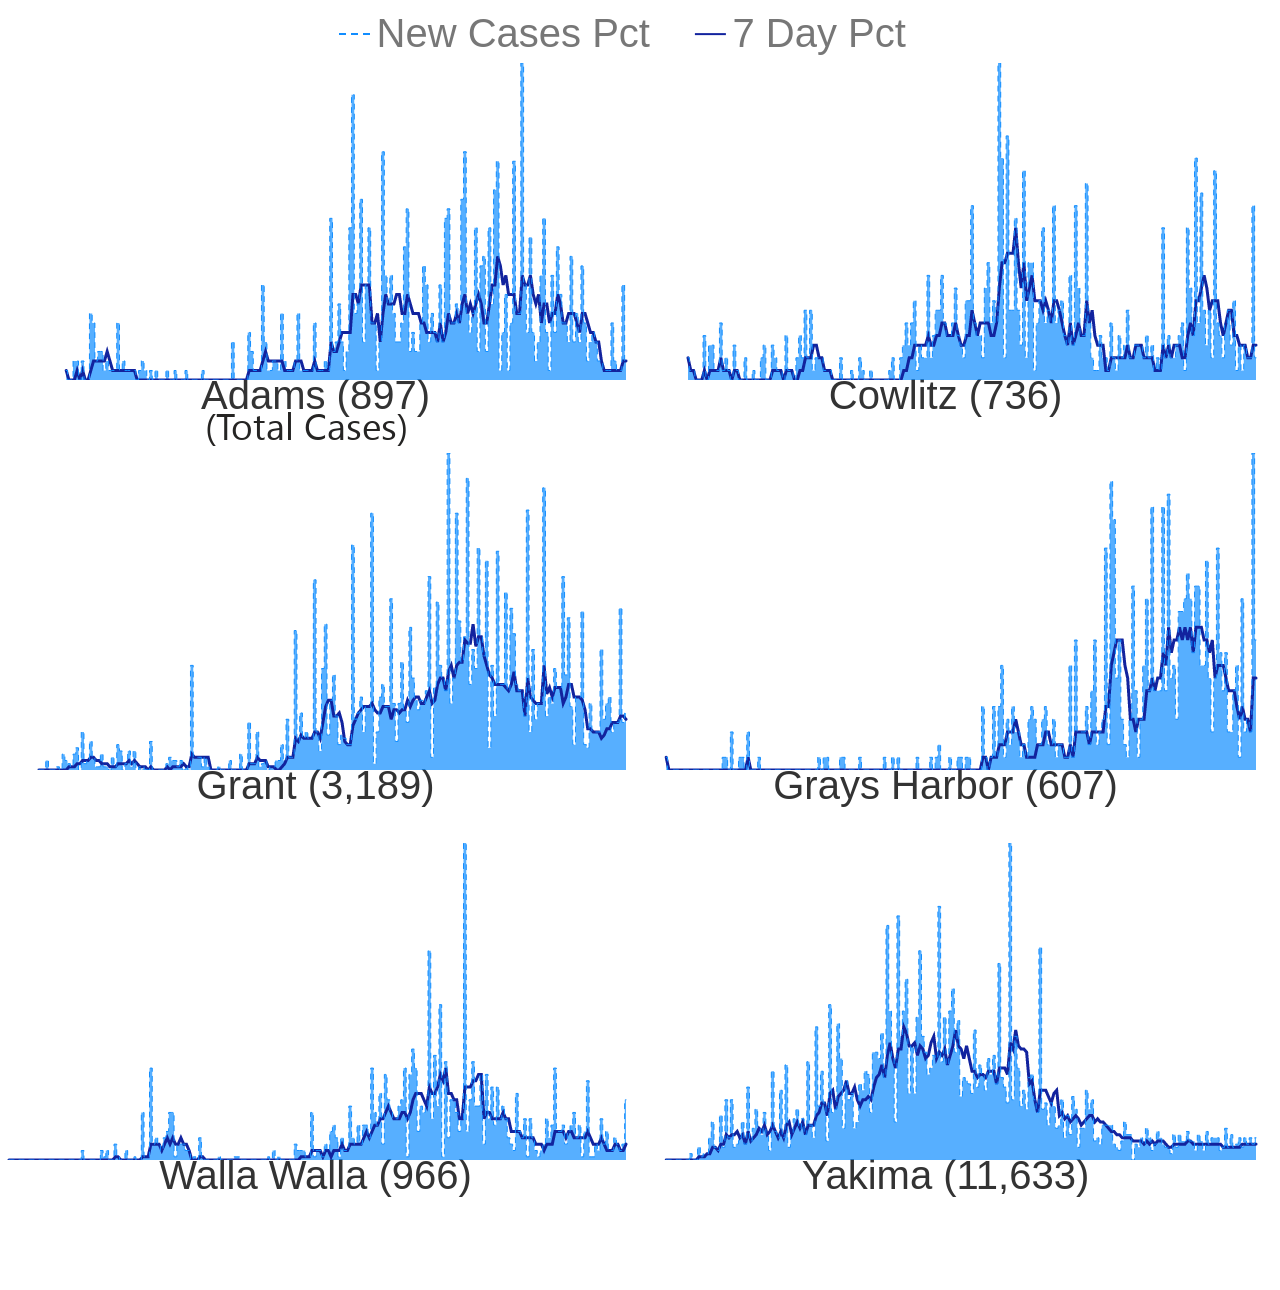 New Cases Pct 7 Day Pct
Adams (897)
(Total Cases)
Cowlitz (736)
Grant (3,189)
Grays Harbor (607)
Walla Walla (966)
Yakima (11,633)